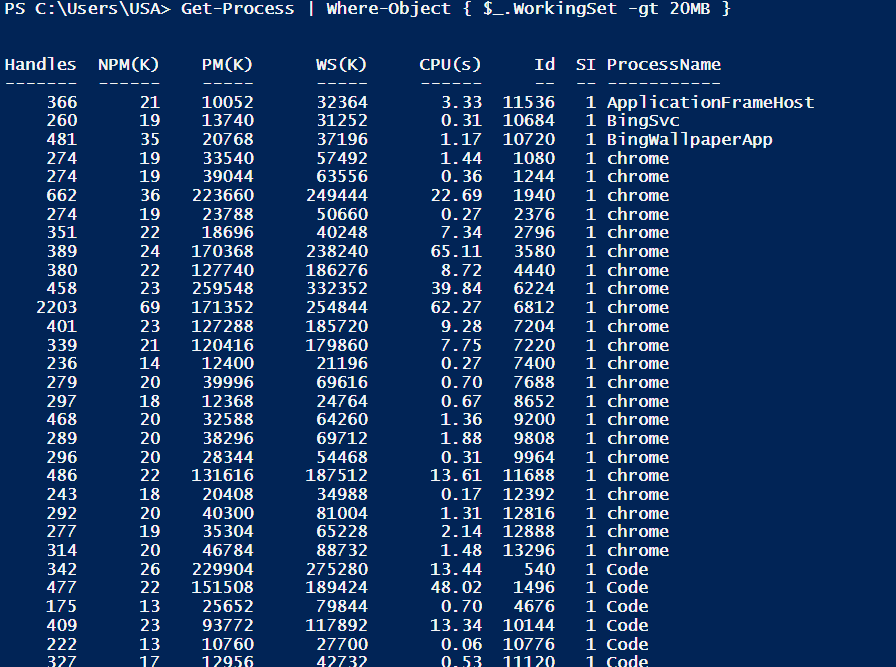 PS C:\Users\USA> Get-Process | Where-Object { $_.WorkingSet -gt 20MB }
Handles  NPM(K)    PM(K)      WS(K)     CPU(s)     Id  SI ProcessName
-------  ------    -----      -----     ------     --  -- -----------
    366      21    10052      32364       3.33  11536   1 ApplicationFrameHost
    260      19    13740      31252       0.31  10684   1 BingSvc
    481      35    20768      37196       1.17  10720   1 BingWallpaperApp
    274      19    33540      57492       1.44   1080   1 chrome
    274      19    39044      63556       0.36   1244   1 chrome
    662      36   223660     249444      22.69   1940   1 chrome
    274      19    23788      50660       0.27   2376   1 chrome
    351      22    18696      40248       7.34   2796   1 chrome
    389      24   170368     238240      65.11   3580   1 chrome
    380      22   127740     186276       8.72   4440   1 chrome
    458      23   259548     332352      39.84   6224   1 chrome
   2203      69   171352     254844      62.27   6812   1 chrome
    401      23   127288     185720       9.28   7204   1 chrome
    339      21   120416     179860       7.75   7220   1 chrome
    236      14    12400      21196       0.27   7400   1 chrome
    279      20    39996      69616       0.70   7688   1 chrome
    297      18    12368      24764       0.67   8652   1 chrome
    468      20    32588      64260       1.36   9200   1 chrome
    289      20    38296      69712       1.88   9808   1 chrome
    296      20    28344      54468       0.31   9964   1 chrome
    486      22   131616     187512      13.61  11688   1 chrome
    243      18    20408      34988       0.17  12392   1 chrome
    292      20    40300      81004       1.31  12816   1 chrome
    277      19    35304      65228       2.14  12888   1 chrome
    314      20    46784      88732       1.48  13296   1 chrome
    342      26   229904     275280      13.44    540   1 Code
    477      22   151508     189424      48.02   1496   1 Code
    175      13    25652      79844       0.70   4676   1 Code
    409      23    93772     117892      13.34  10144   1 Code
    222      13    10760      27700       0.06  10776   1 Code
    327      17    12956      42732       0.53  11120   1 Code